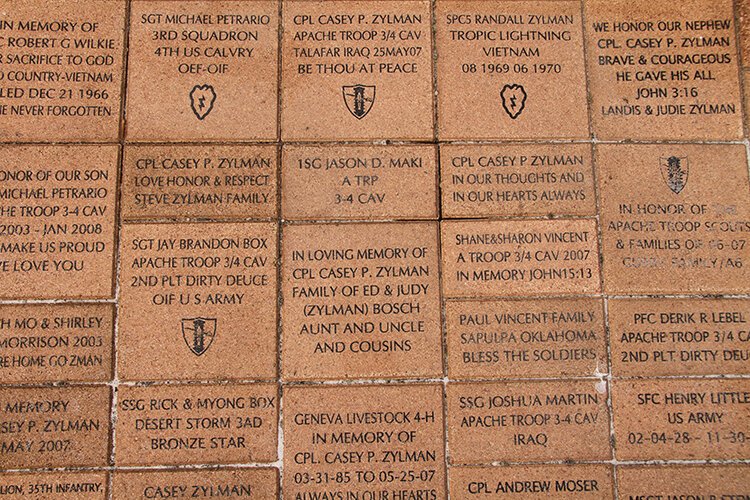 IN MEMORY OF
ROBERT G WILKIE
SACRIFICE TO GOD
COUNTRY-VIETNAM
DEC 21 1966
NEVER FORGOTTEN
SGT MICHAEL PETRARIO
3RD SQUADRON
4TH US CALVRY
OEF-OIF
CPL CASEY P. ZYLMAN
APACHE TROOP 3/4 CAV
TALAFAR IRAQ 25MAY07
BE THOU AT PEACE
SPC5 RANDALL ZYLMAN
TROPIC LIGHTNING
VIETNAM
08 1969 06 1970
WE HONOR OUR NEPHEW
CPL. CASEY P. ZYLMAN
BRAVE & COURAGEOUS
HE GAVE HIS ALL
JOHN 3:16
LANDIS & JUDIE ZYLMAN
OF OUR SON
MICHAEL PETRARIO
TROOP 3-4 CAV
2003 - JAN 2008
MAKE US PROUD
LOVE YOU
CPL CASEY P. ZYLMAN
LOVE HONOR & RESPECT
STEVE ZYLMAN FAMILY
1SG JASON D. MAKI
A TRP
3-4 CAV
CPL CASEY P ZYLMAN
IN OUR THOUGHTS AND
IN OUR HEARTS ALWAYS
IN HONOR OF THE
APACHE TROOP SCOUTS
& FAMILIES OF 06-07
SGT JAY BRANDON BOX
APACHE TROOP 3/4 CAV
2ND PLT DIRTY DEUCE
OIF U S ARMY
IN LOVING MEMORY OF
CPL CASEY P. ZYLMAN
FAMILY OF ED & JUDY
(ZYLMAN) BOSCH
AUNT AND UNCLE
AND COUSINS
SHANE&SHARON VINCENT
A TROOP 3/4 CAV 2007
IN MEMORY JOHN15:13
MO & SHIRLEY
MORRISON 2003
HOME GO ZMAN
PAUL VINCENT FAMILY
SAPULPA OKLAHOMA
BLESS THE SOLDIERS
PFC DERIK R LEBEL
APACHE TROOP 3/4 CA
2ND PLT DIRTY DEUC
MEMORY
P. ZYLMAN
MAY 2007
SSG RICK & MYONG BOX
DESERT STORM 3AD
BRONZE STAR
GENEVA LIVESTOCK 4-H
IN MEMORY OF
CPL. CASEY P. ZYLMAN
03-31-85 TO 05-25-07
ALWAYS IN OUR HEARTS
SSG JOSHUA MARTIN
APACHE TROOP 3-4 CAV
IRAQ
SFC HENRY LITTLE
US ARMY
02-04-28 - 11-30-
35TH INFANTRY,
CASEY ZYLMAN
CPL ANDREW MOSER